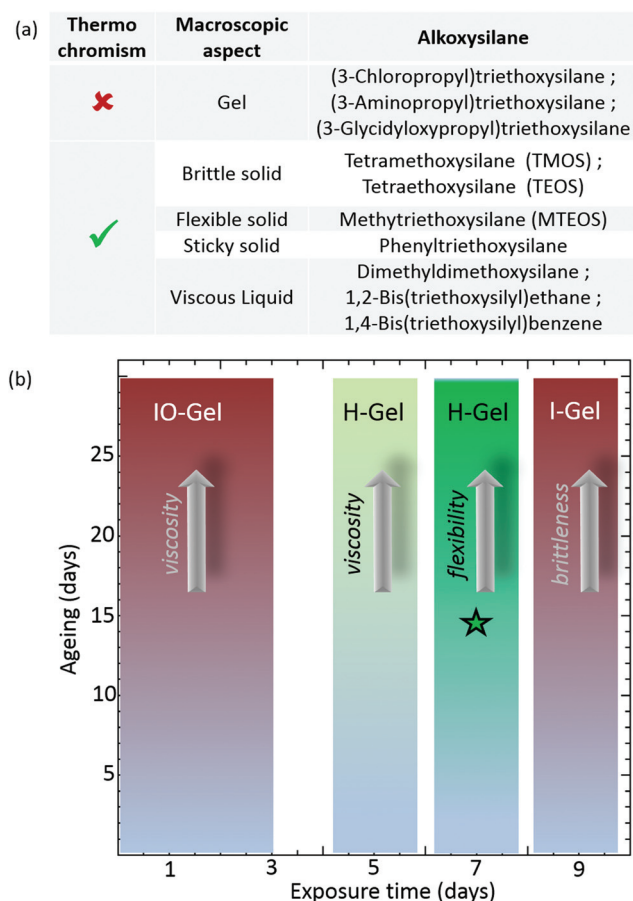 (a)
Thermo
chromism
Macroscopic
aspect
Alkoxysilane
Gel
(3-Chloropropyl)triethoxysilane ;
(3-Aminopropyl)triethoxysilane ;
(3-Glycidyloxypropyl)triethoxysilane
Brittle solid
Tetramethoxysilane (TMOS) ;
Tetraethoxysilane (TEOS)
Flexible solid
Methytriethoxysilane (MTEOS)
Sticky solid
Phenyltriethoxysilane
Viscous Liquid
Dimethyldimethoxysilane ;
1,2-Bis(triethoxysilyl)ethane ;
1,4-Bis(triethoxysilyl)benzene
(b)
IO-Gel
H-Gel
H-Gel
I-Gel
viscosity
viscosity
flexibility
brittleness
Ageing (days)
25
20
15
10
5
1
3
5
7
9
Exposure time (days)